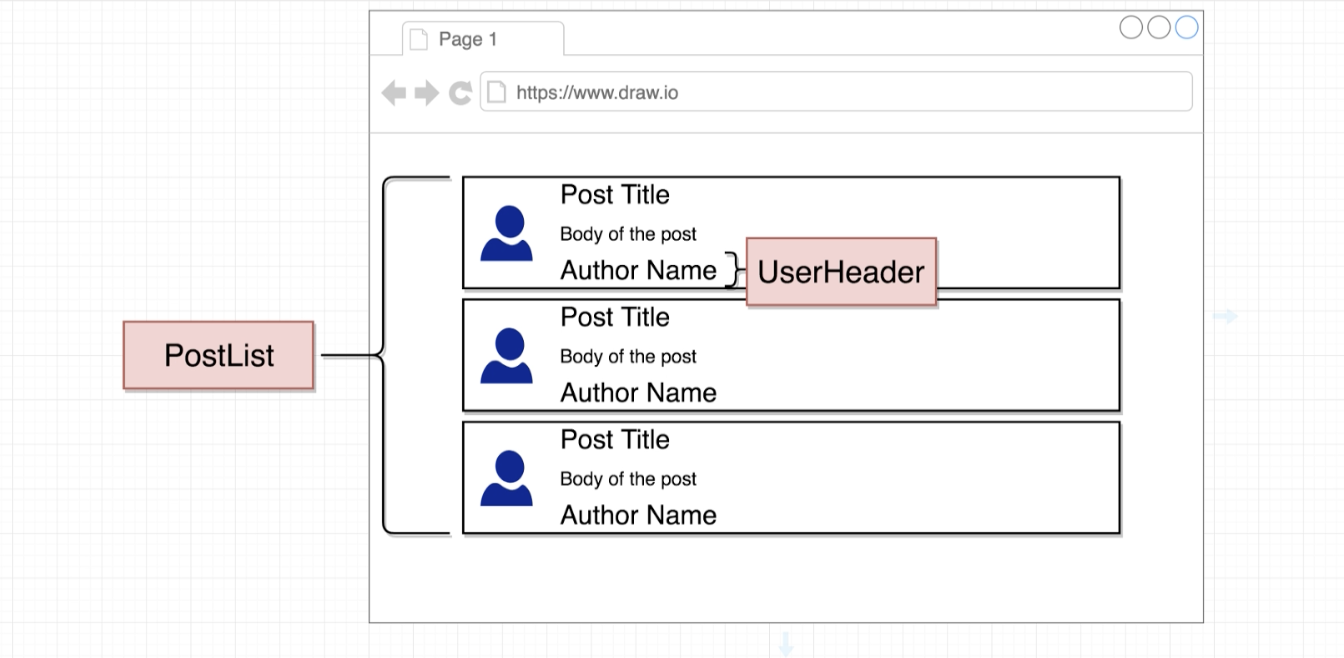 Page 1
https://www.draw.io
Post Title
Body of the post
Author Name
UserHeader
Post Title
Body of the post
Author Name
PostList
Post Title
Body of the post
Author Name